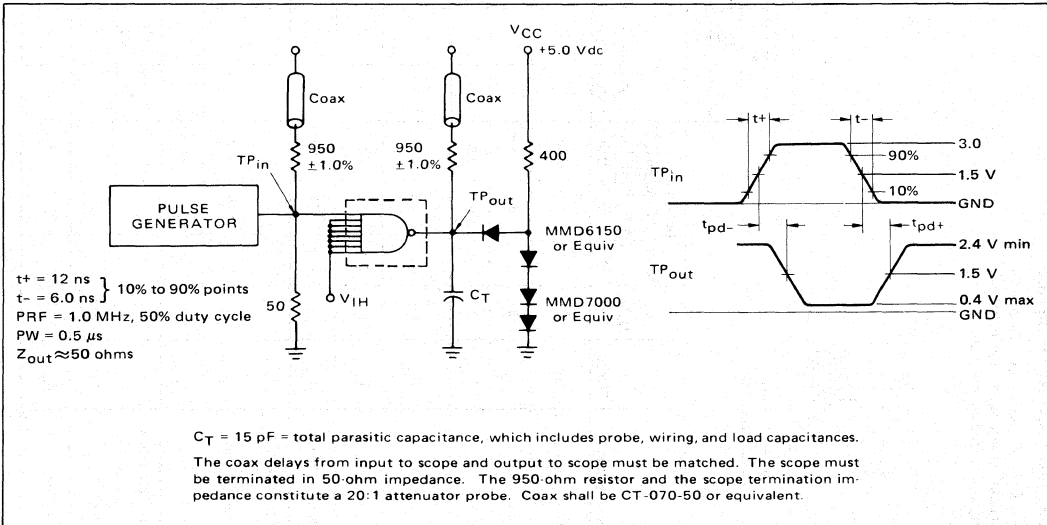 VCC
+5.0 Vdc
Coax
Coax
950
±1.0%
950
±1.0%
400
TPin
TPout
PULSE
GENERATOR
MMD6150
or Equiv
MMD7000
or Equiv
CT
VIH
50
t+ = 12 ns
t− = 6.0 ns } 10% to 90% points
PRF = 1.0 MHz, 50% duty cycle
PW = 0.5 μs
Zout ≈ 50 ohms
t+
t−
TPin
3.0
90%
1.5 V
10%
GND
tpd−
tpd+
TPout
2.4 V min
1.5 V
0.4 V max
GND
CT = 15 pF = total parasitic capacitance, which includes probe, wiring, and load capacitances.
The coax delays from input to scope and output to scope must be matched. The scope must
be terminated in 50-ohm impedance. The 950-ohm resistor and the scope termination im-
pedance constitute a 20:1 attenuator probe. Coax shall be CT-070-50 or equivalent.